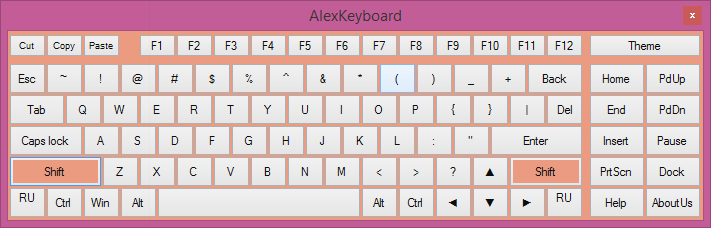 AlexKeyboard x
Cut Copy Paste F1 F2 F3 F4 F5 F6 F7 F8 F9 F10 F11 F12 Theme
Esc ~ ! @ # $ % ^ & * ( ) _ + Back Home PdUp
Tab Q W E R T Y U I O P { } | Del End PdDn
Caps lock A S D F G H J K L : " Enter Insert Pause
Shift Z X C V B N M < > ? ▲ Shift PrtScn Dock
RU Ctrl Win Alt Alt Ctrl ◄ ▼ ► RU Help AboutUs